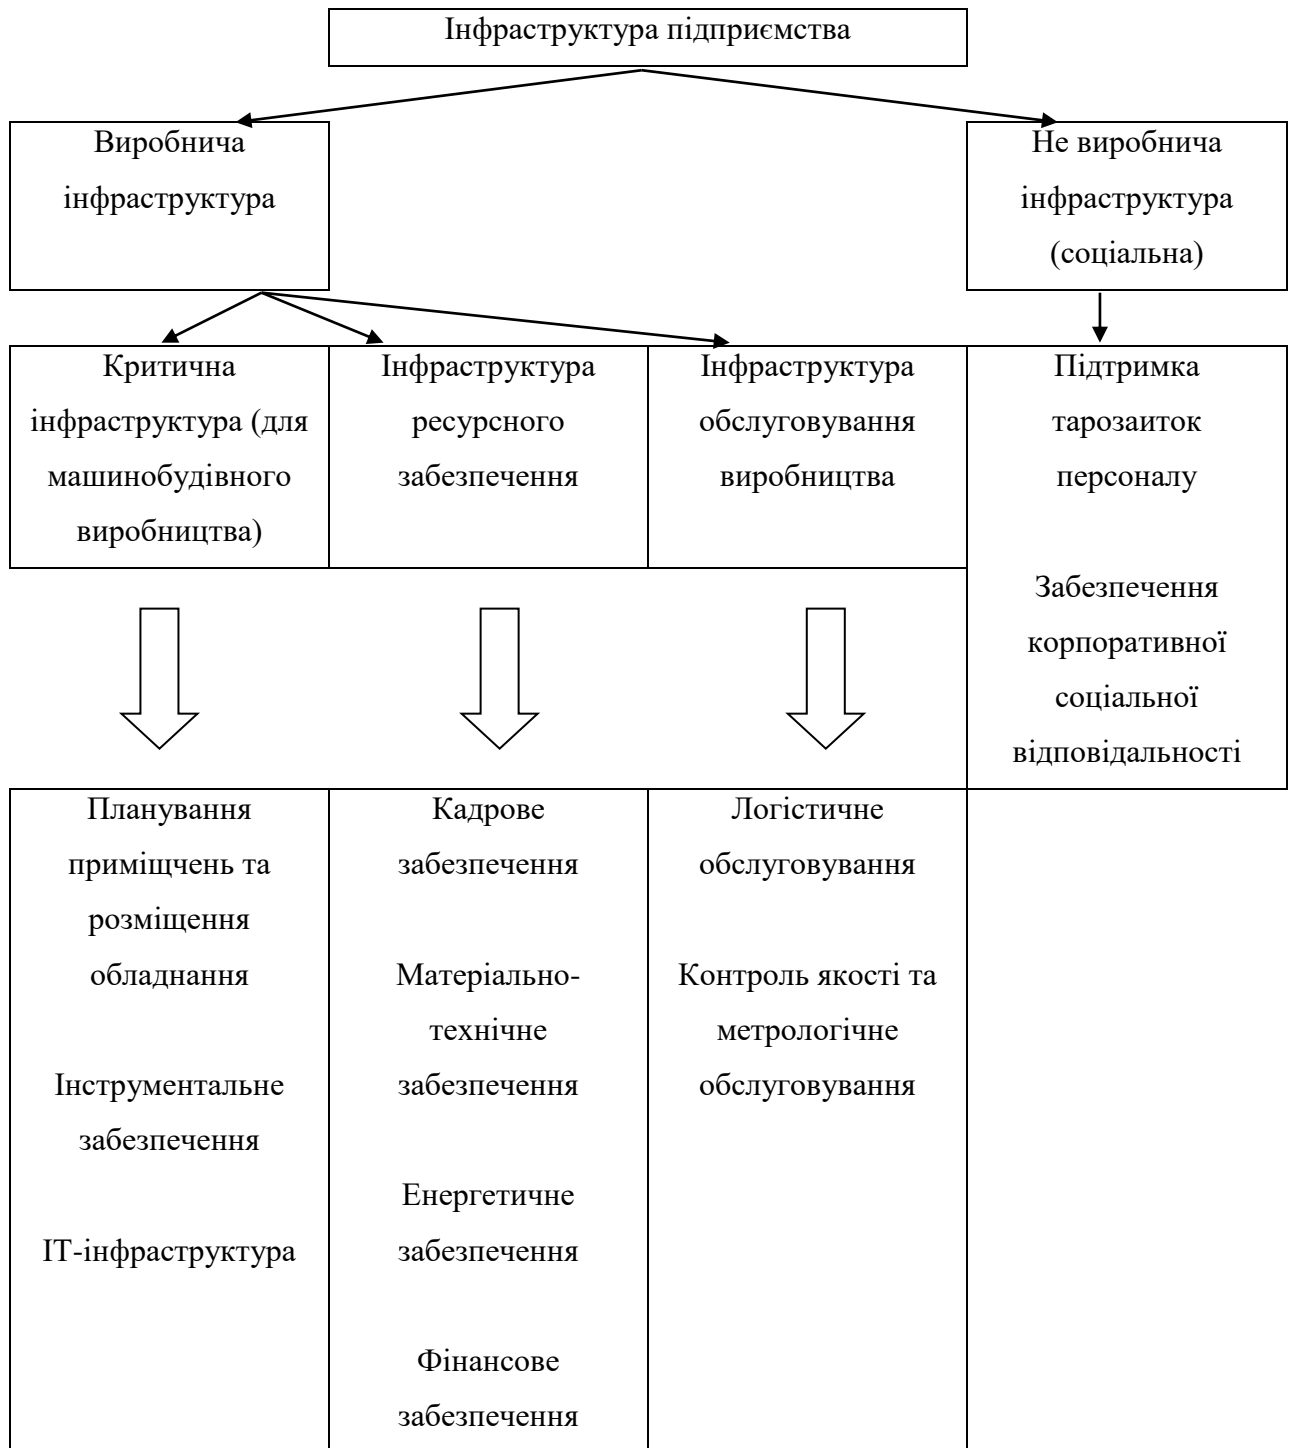 Інфраструктура підприємства
Виробнича
інфраструктура
Не виробнича
інфраструктура
(соціальна)
Критична
інфраструктура (для
машинобудівного
виробництва)
Інфраструктура
ресурсного
забезпечення
Інфраструктура
обслуговування
виробництва
Підтримка
тарозаиток
персоналу
Забезпечення
корпоративної
соціальної
відповідальності
Планування
приміщчень та
розміщення
обладнання
Інструментальне
забезпечення
ІТ-інфраструктура
Кадрове
забезпечення
Матеріально-
технічне
забезпечення
Енергетичне
забезпечення
Фінансове
забезпечення
Логістичне
обслуговування
Контроль якості та
метрологічне
обслуговування